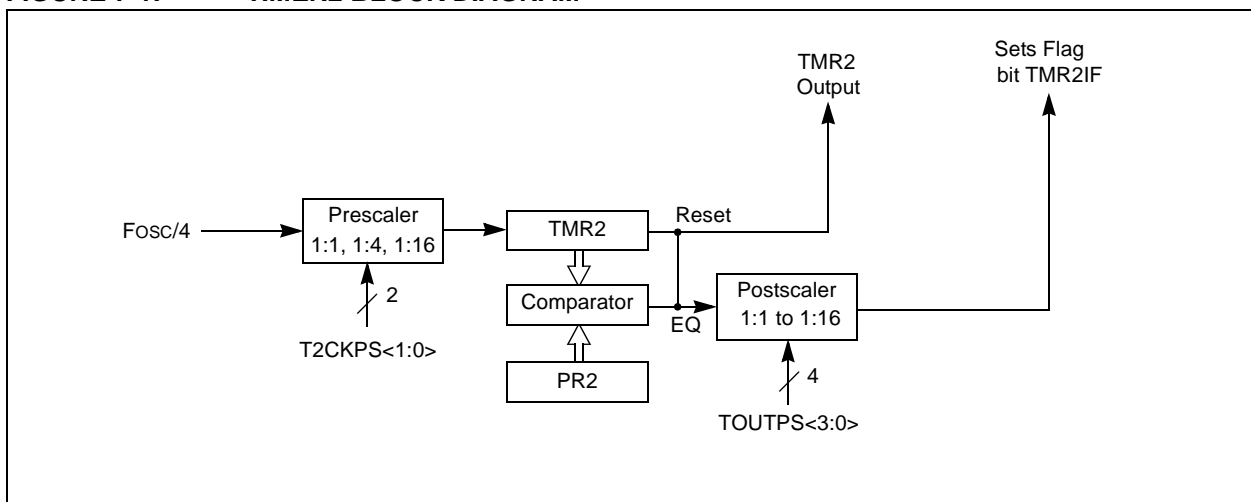 TMR2
Output
Sets Flag
bit TMR2IF
FOSC/4
Prescaler
1:1, 1:4, 1:16
2
T2CKPS<1:0>
TMR2
Reset
Comparator
EQ
PR2
Postscaler
1:1 to 1:16
4
TOUTPS<3:0>